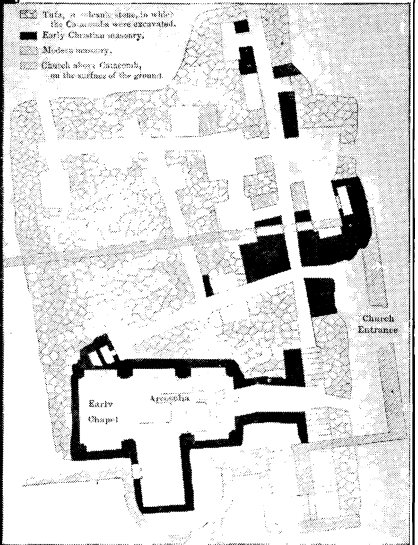 Tufa, a volcanic stone, in which
the Catacombs were excavated.
Early Christian masonry,
Modern masonry.
Church above Catacomb,
on the surface of the ground.
Church
Entrance
Early
Chapel